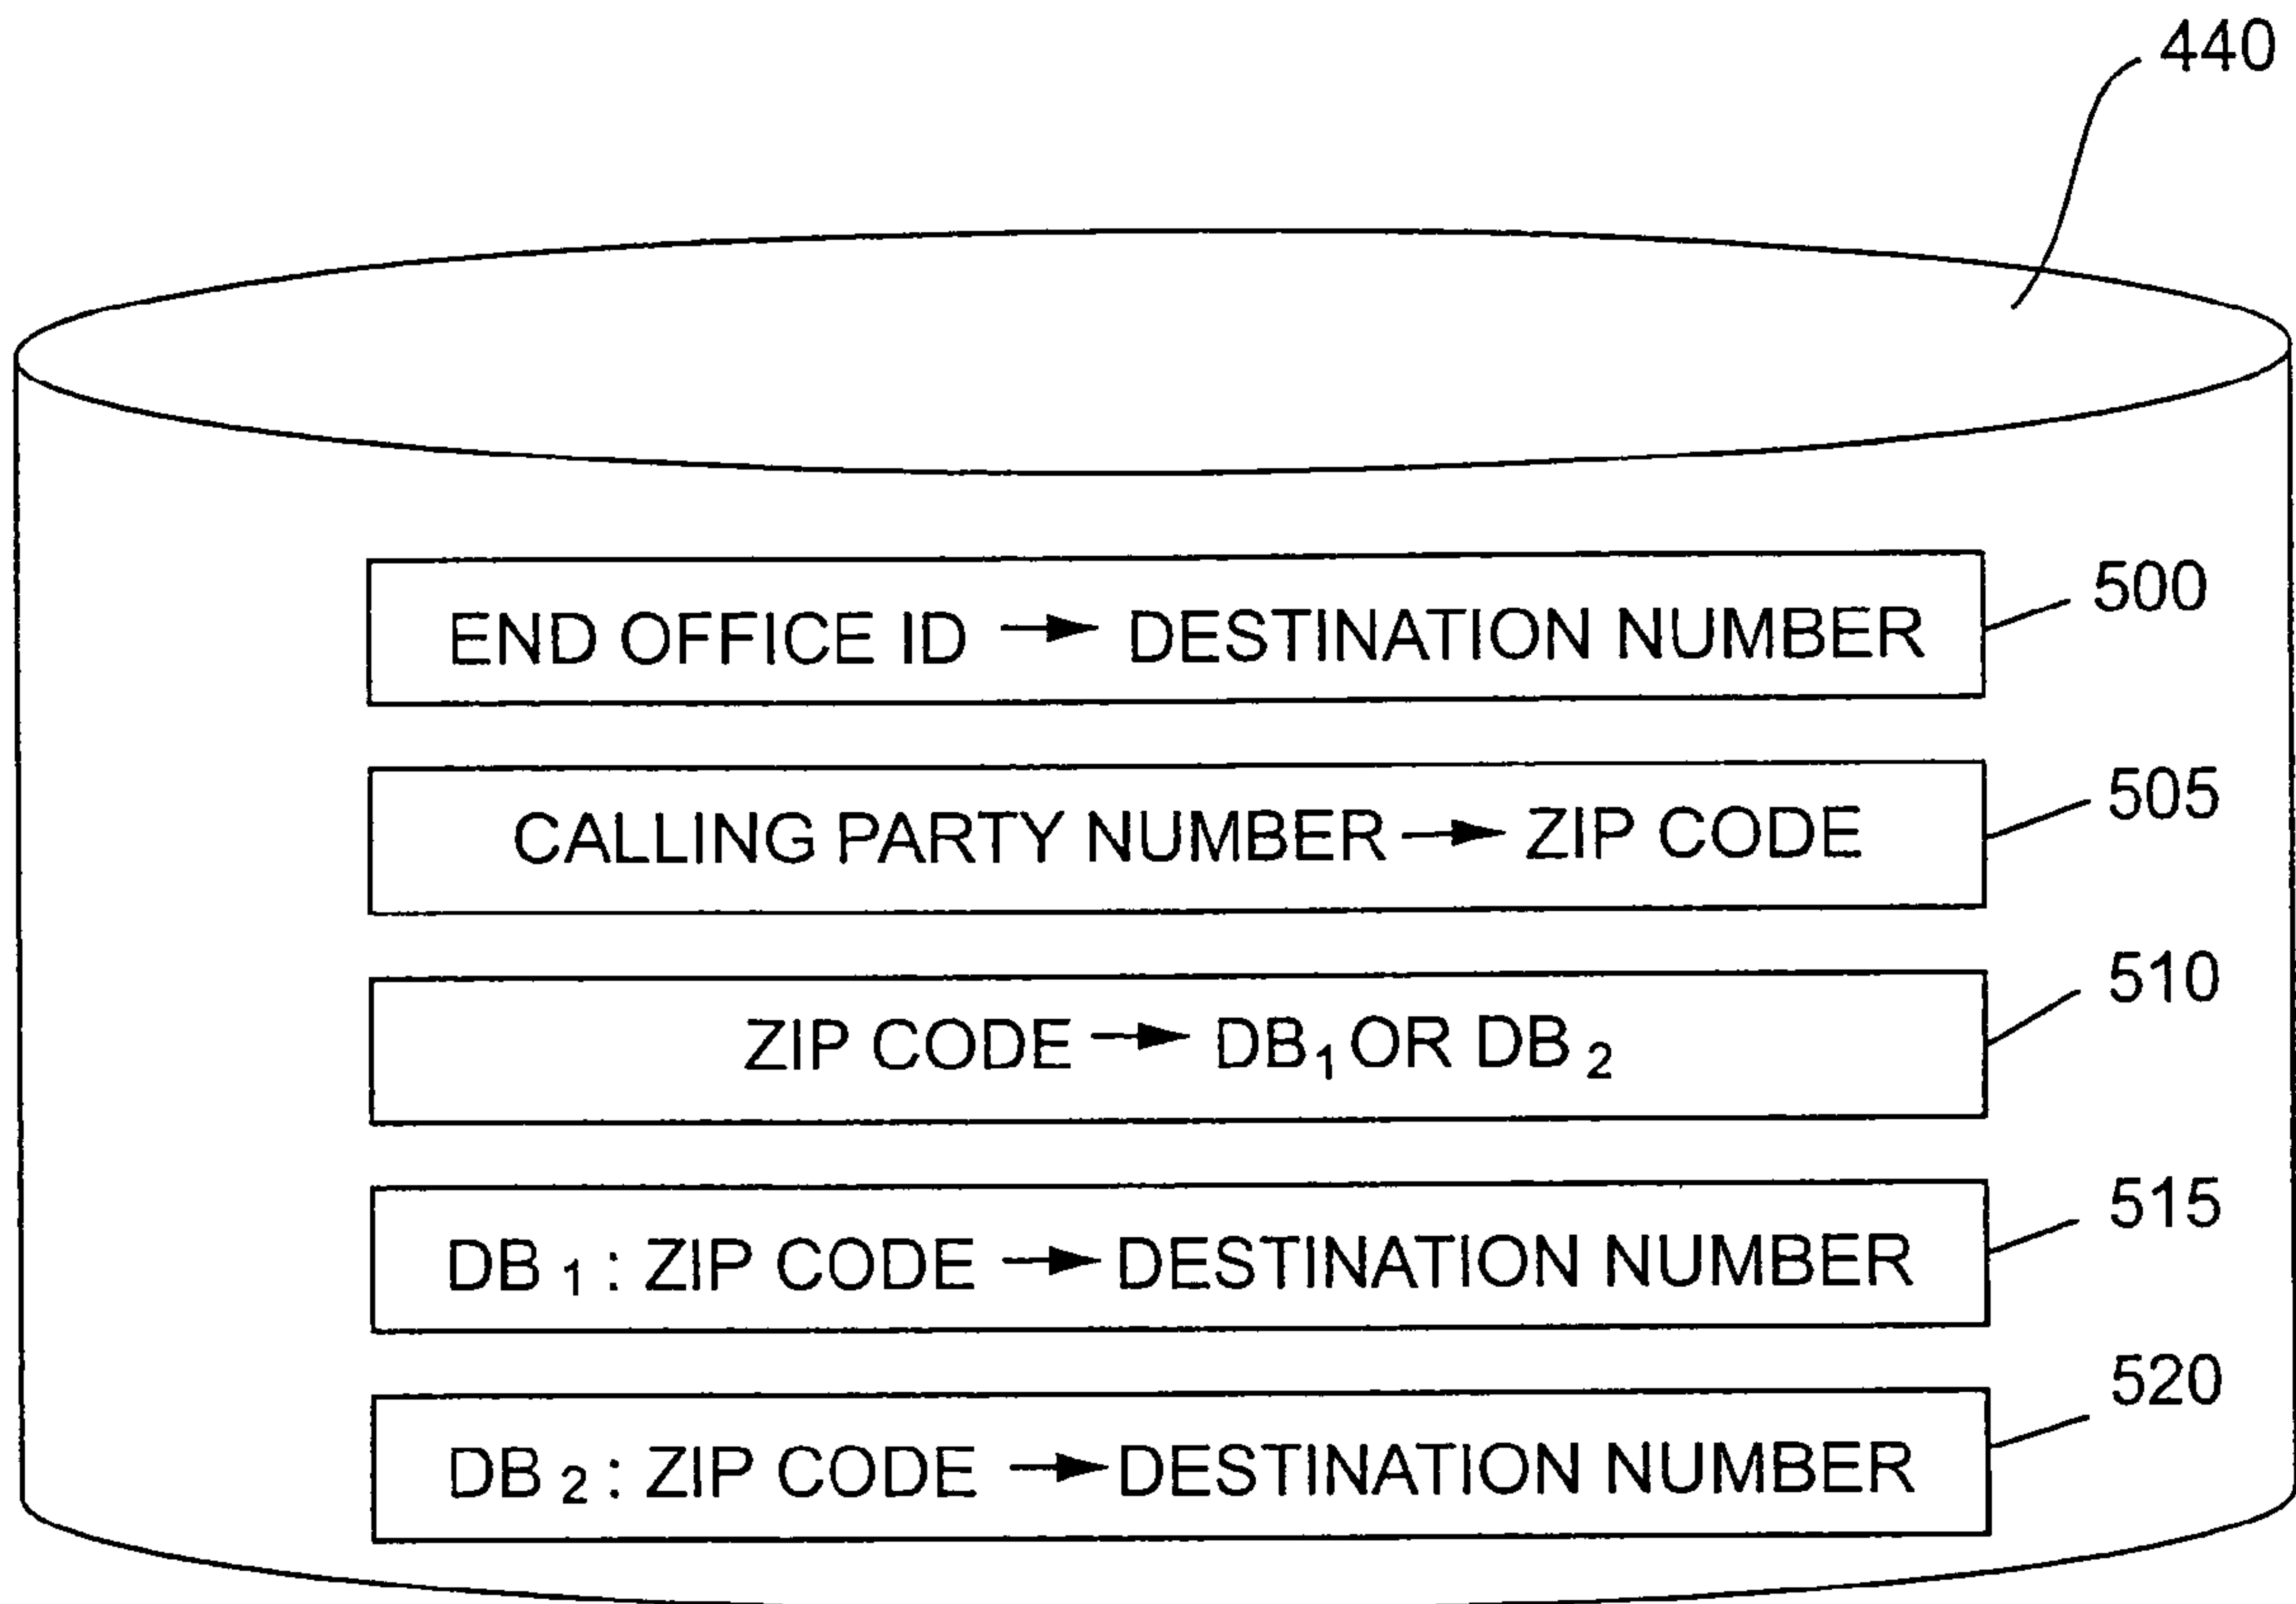 440
END OFFICE ID → DESTINATION NUMBER 500
CALLING PARTY NUMBER → ZIP CODE 505
ZIP CODE → DB₁ OR DB₂ 510
DB₁ : ZIP CODE → DESTINATION NUMBER 515
DB₂ : ZIP CODE → DESTINATION NUMBER 520